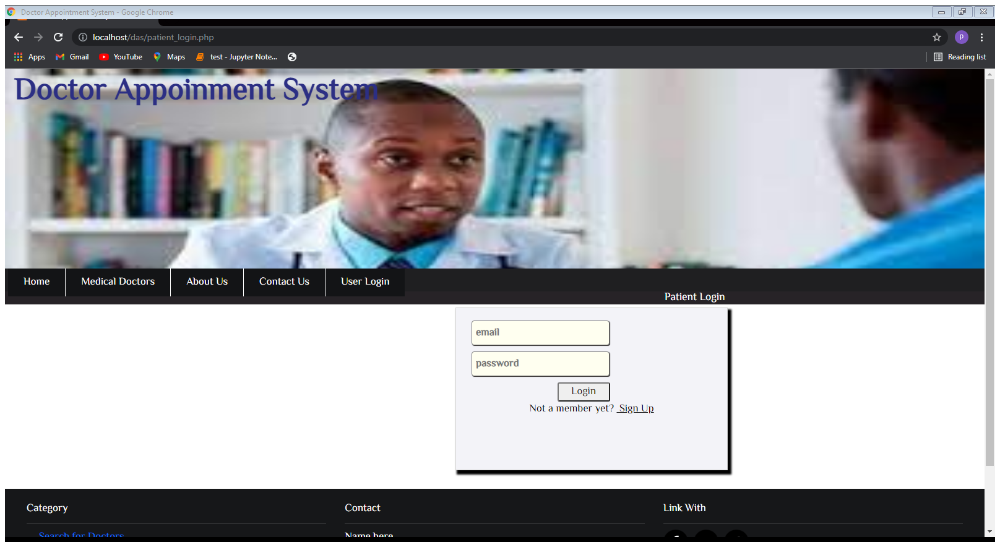 Doctor Appointment System - Google Chrome
localhost/das/patient_login.php
P
Apps Gmail YouTube Maps test - Jupyter Note... Reading list
Doctor Appoinment System
Home Medical Doctors About Us Contact Us User Login
Patient Login
email
password
Login
Not a member yet? Sign Up
Category Contact Link With
Search for Doctors Name here